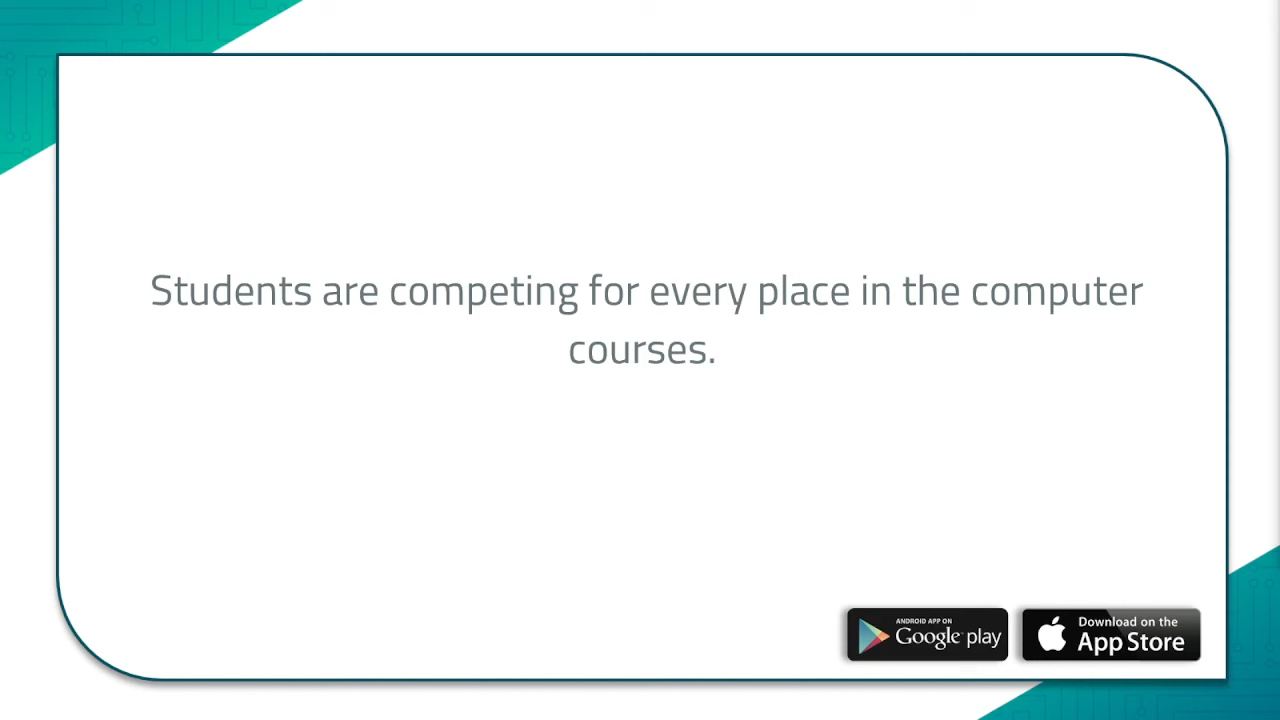 Students are competing for every place in the computer
courses.
ANDROID APP ON
Google play
Download on the
App Store